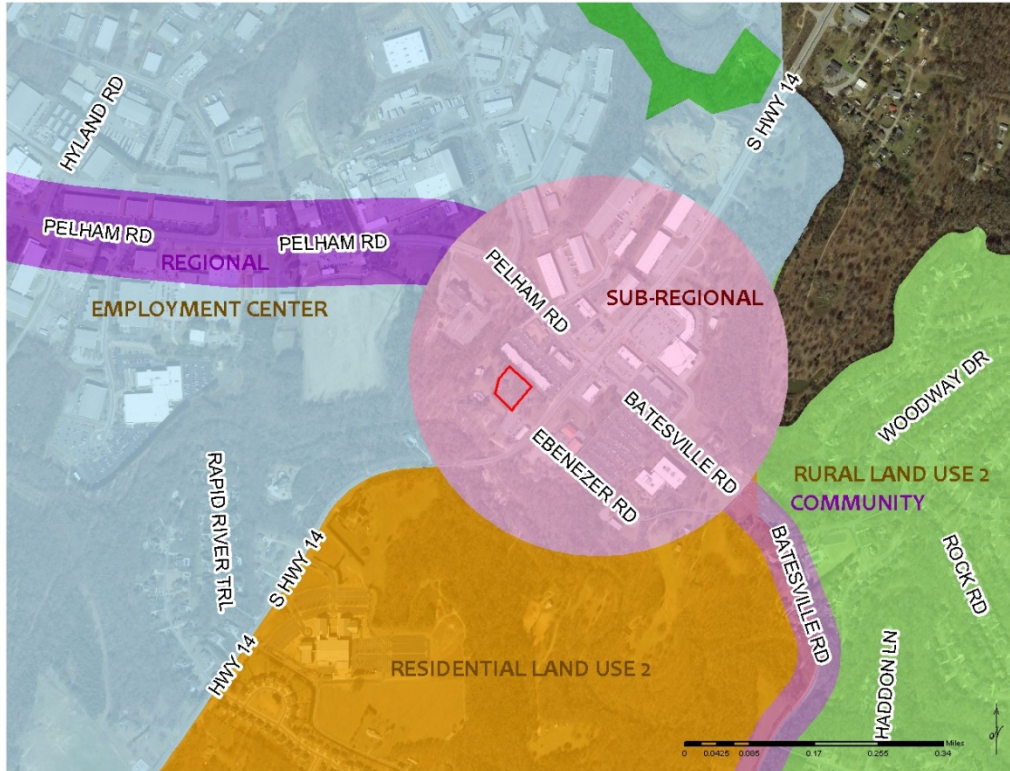 S HWY 14
HYLAND RD
PELHAM RD
PELHAM RD
REGIONAL
EMPLOYMENT CENTER
PELHAM RD
SUB-REGIONAL
BATESVILLE RD
EBENEZER RD
WOODWAY DR
RURAL LAND USE 2
COMMUNITY
RAPID RIVER TRL
S HWY 14
HWY 14
BATESVILLE RD
ROCK RD
HADDON LN
RESIDENTIAL LAND USE 2
Miles
0 0.0425 0.085 0.17 0.255 0.34